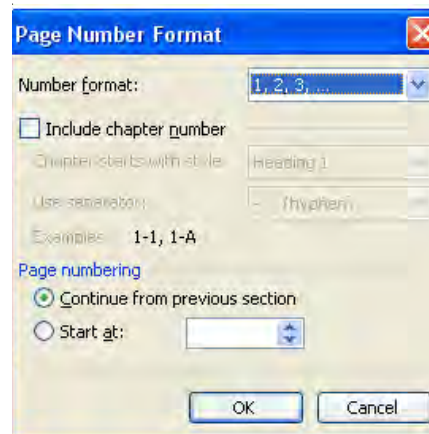 Page Number Format
Number format: 1, 2, 3, ...
Include chapter number
Chapter starts with style Heading 1
Use separator: - (hyphen)
Examples: 1-1, 1-A
Page numbering
Continue from previous section
Start at:
OK Cancel